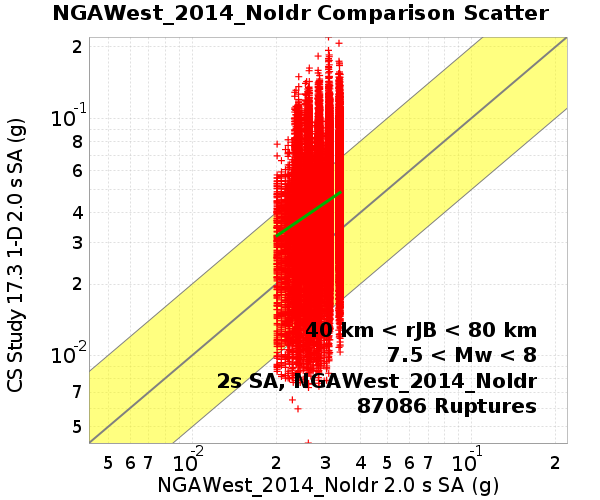 NGAWest_2014_NoIdr Comparison Scatter
CS Study 17.3 1-D 2.0 s SA (g)
2
10-1
8
6
4
3
2
10-2
7
5
40 km < rJB < 80 km
7.5 < Mw < 8
2s SA, NGAWest_2014_NoIdr
87086 Ruptures
5 6 7 10-2 2 3 4 5 6 7 10-1 2
NGAWest_2014_NoIdr 2.0 s SA (g)